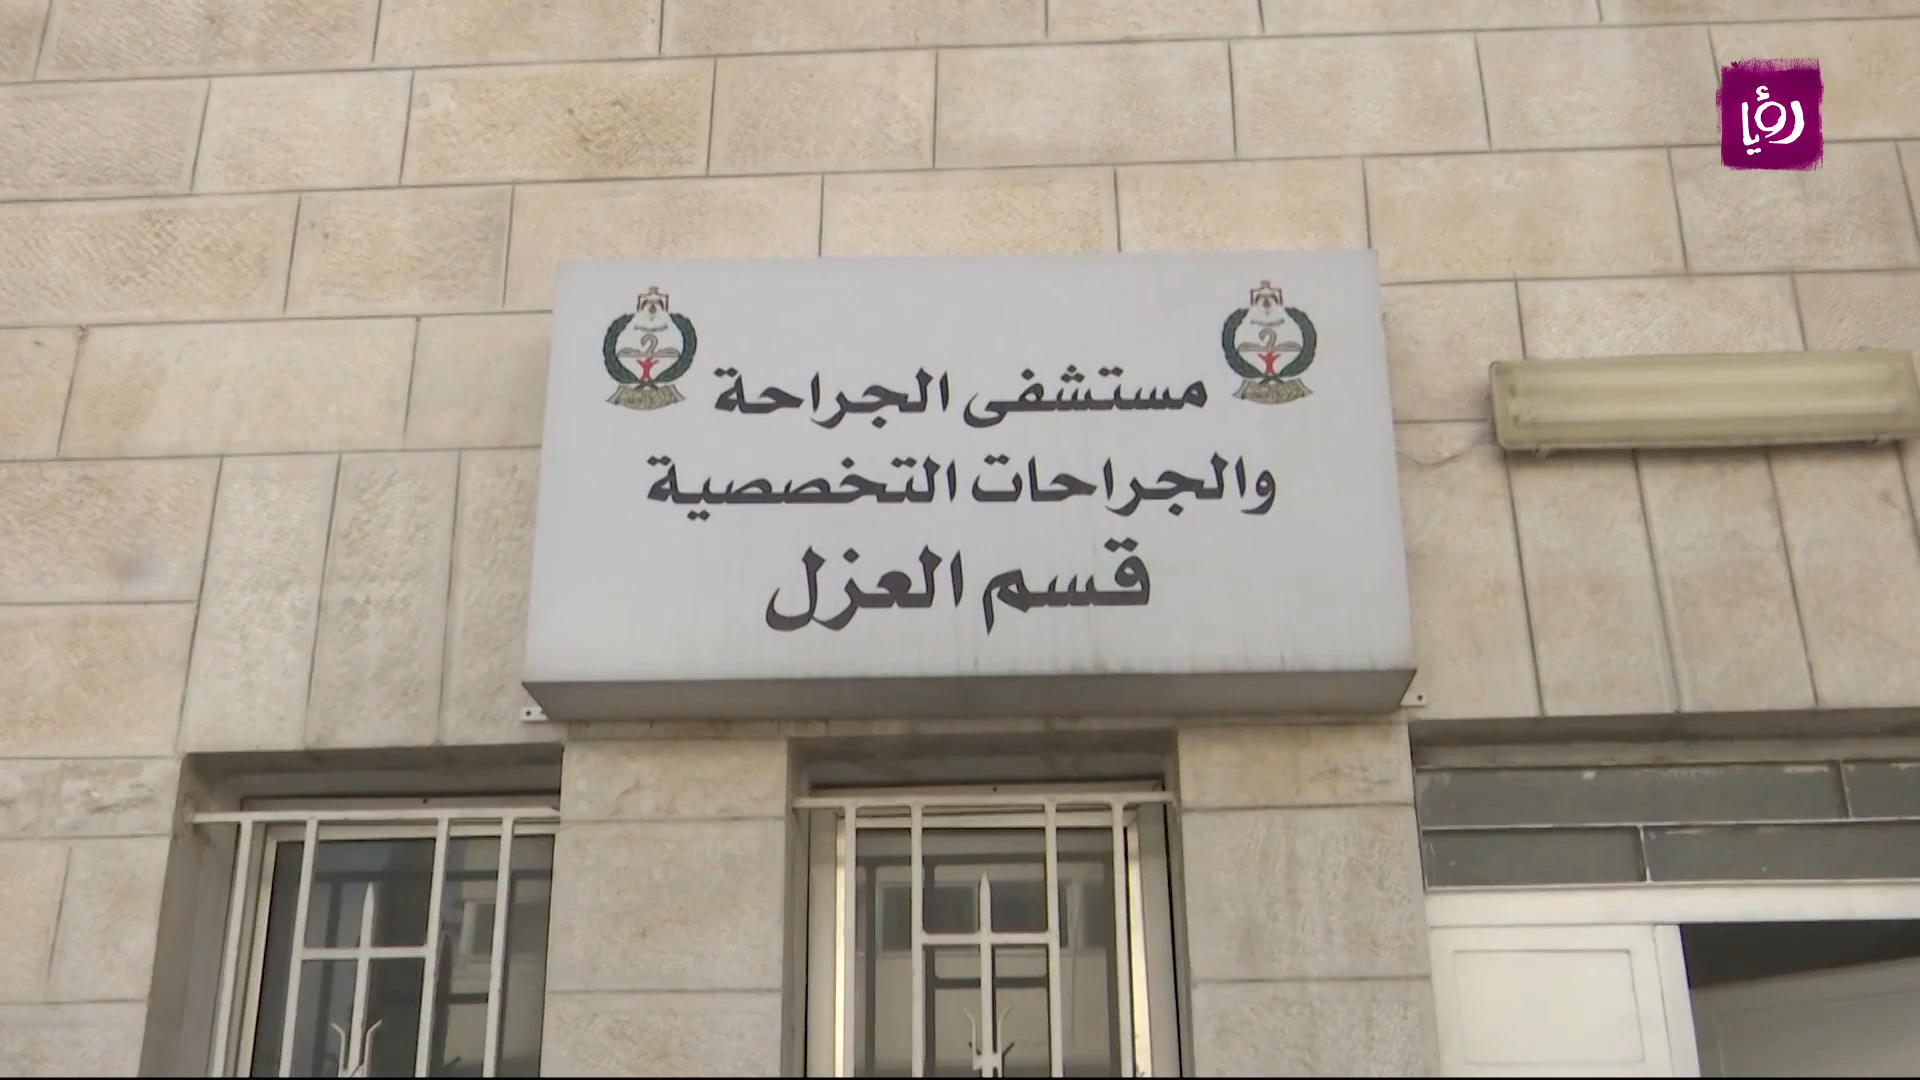 رؤيا
مستشفى الجراحة
والجراحات التخصصية
قسم العزل